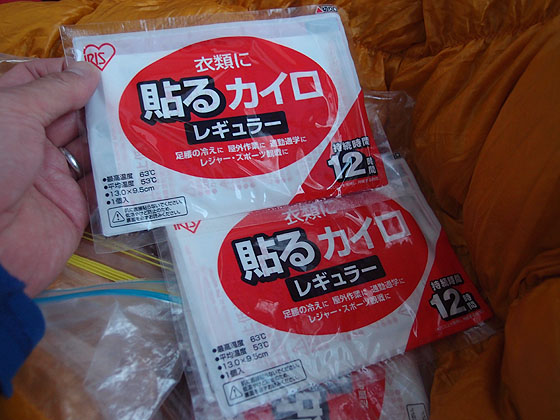 IRIS
衣類に
貼るカイロ
レギュラー
足腰の冷えに 屋外作業に 通勤通学に
レジャー・スポーツ観戦に
持続時間
12時間
●最高温度 63℃
●平均温度 53℃
●13.0×9.5cm
●1個入
IRIS
衣類に
貼るカイロ
レギュラー
足腰の冷えに 屋外作業に 通勤通学に
レジャー・スポーツ観戦に
持続時間
12時間
●最高温度 63℃
●平均温度 53℃
●13.0×9.5cm
●1個入